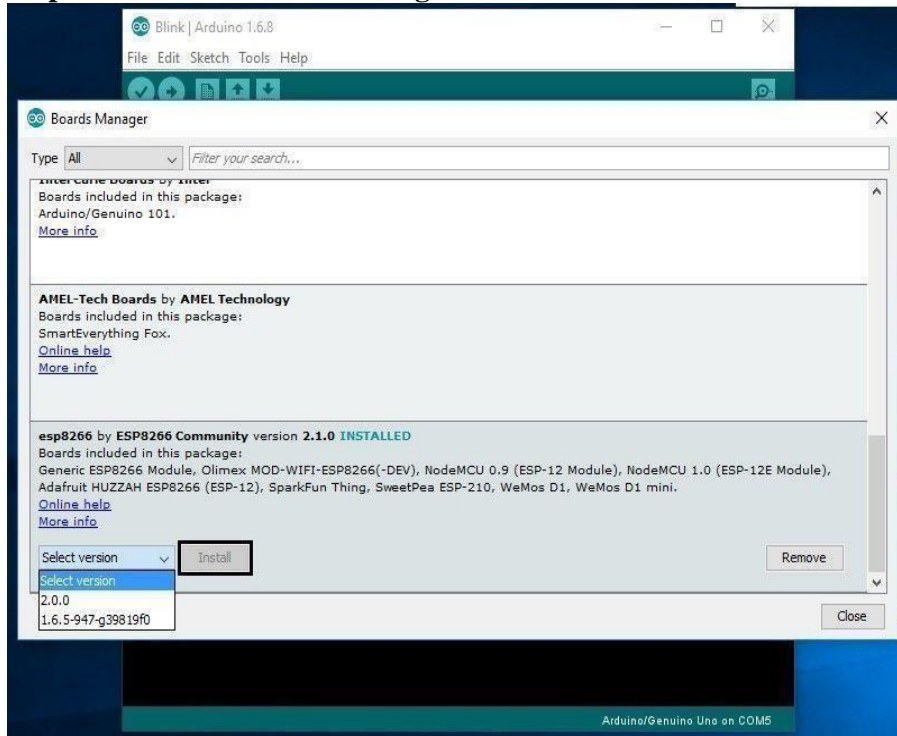 Blink | Arduino 1.6.8
File Edit Sketch Tools Help
Boards Manager
Type All Filter your search...
Intel Curie Boards by Intel
Boards included in this package:
Arduino/Genuino 101.
More info
AMEL-Tech Boards by AMEL Technology
Boards included in this package:
SmartEverything Fox.
Online help
More info
esp8266 by ESP8266 Community version 2.1.0 INSTALLED
Boards included in this package:
Generic ESP8266 Module, Olimex MOD-WIFI-ESP8266(-DEV), NodeMCU 0.9 (ESP-12 Module), NodeMCU 1.0 (ESP-12E Module),
Adafruit HUZZAH ESP8266 (ESP-12), SparkFun Thing, SweetPea ESP-210, WeMos D1, WeMos D1 mini.
Online help
More info
Select version Install Remove
Select version
2.0.0
1.6.5-947-g39819f0
Close
Arduino/Genuino Uno on COM5